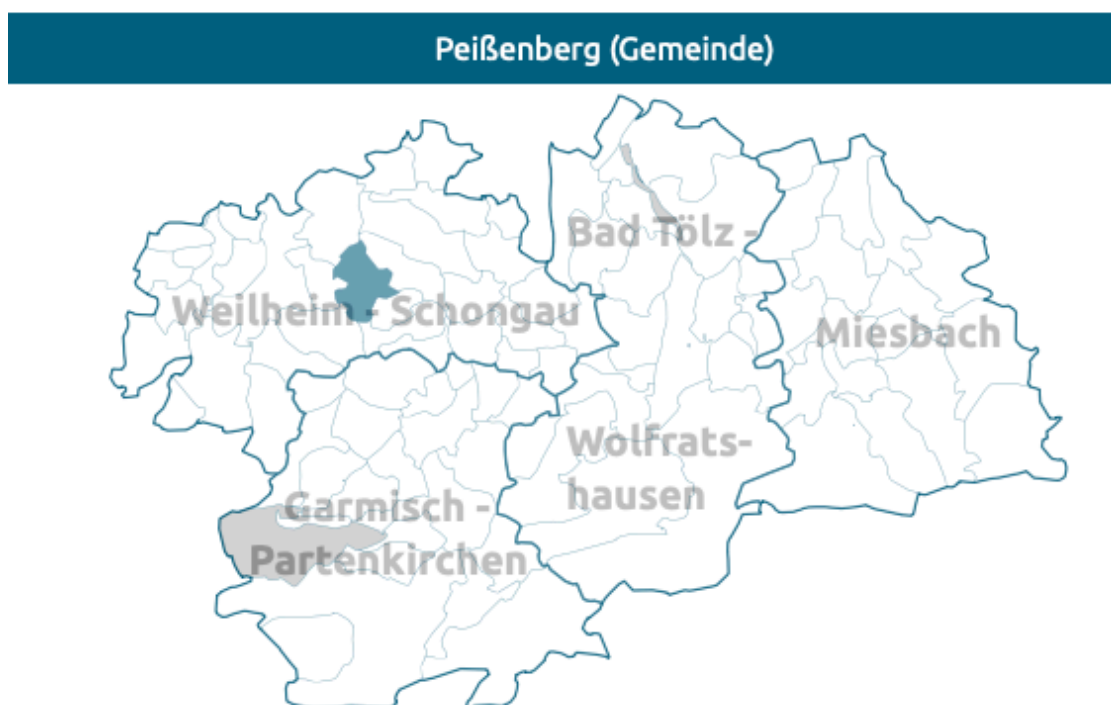 Peißenberg (Gemeinde)
Bad Tölz -
Weilheim - Schongau
Miesbach
Wolfrats-
hausen
Garmisch -
Partenkirchen